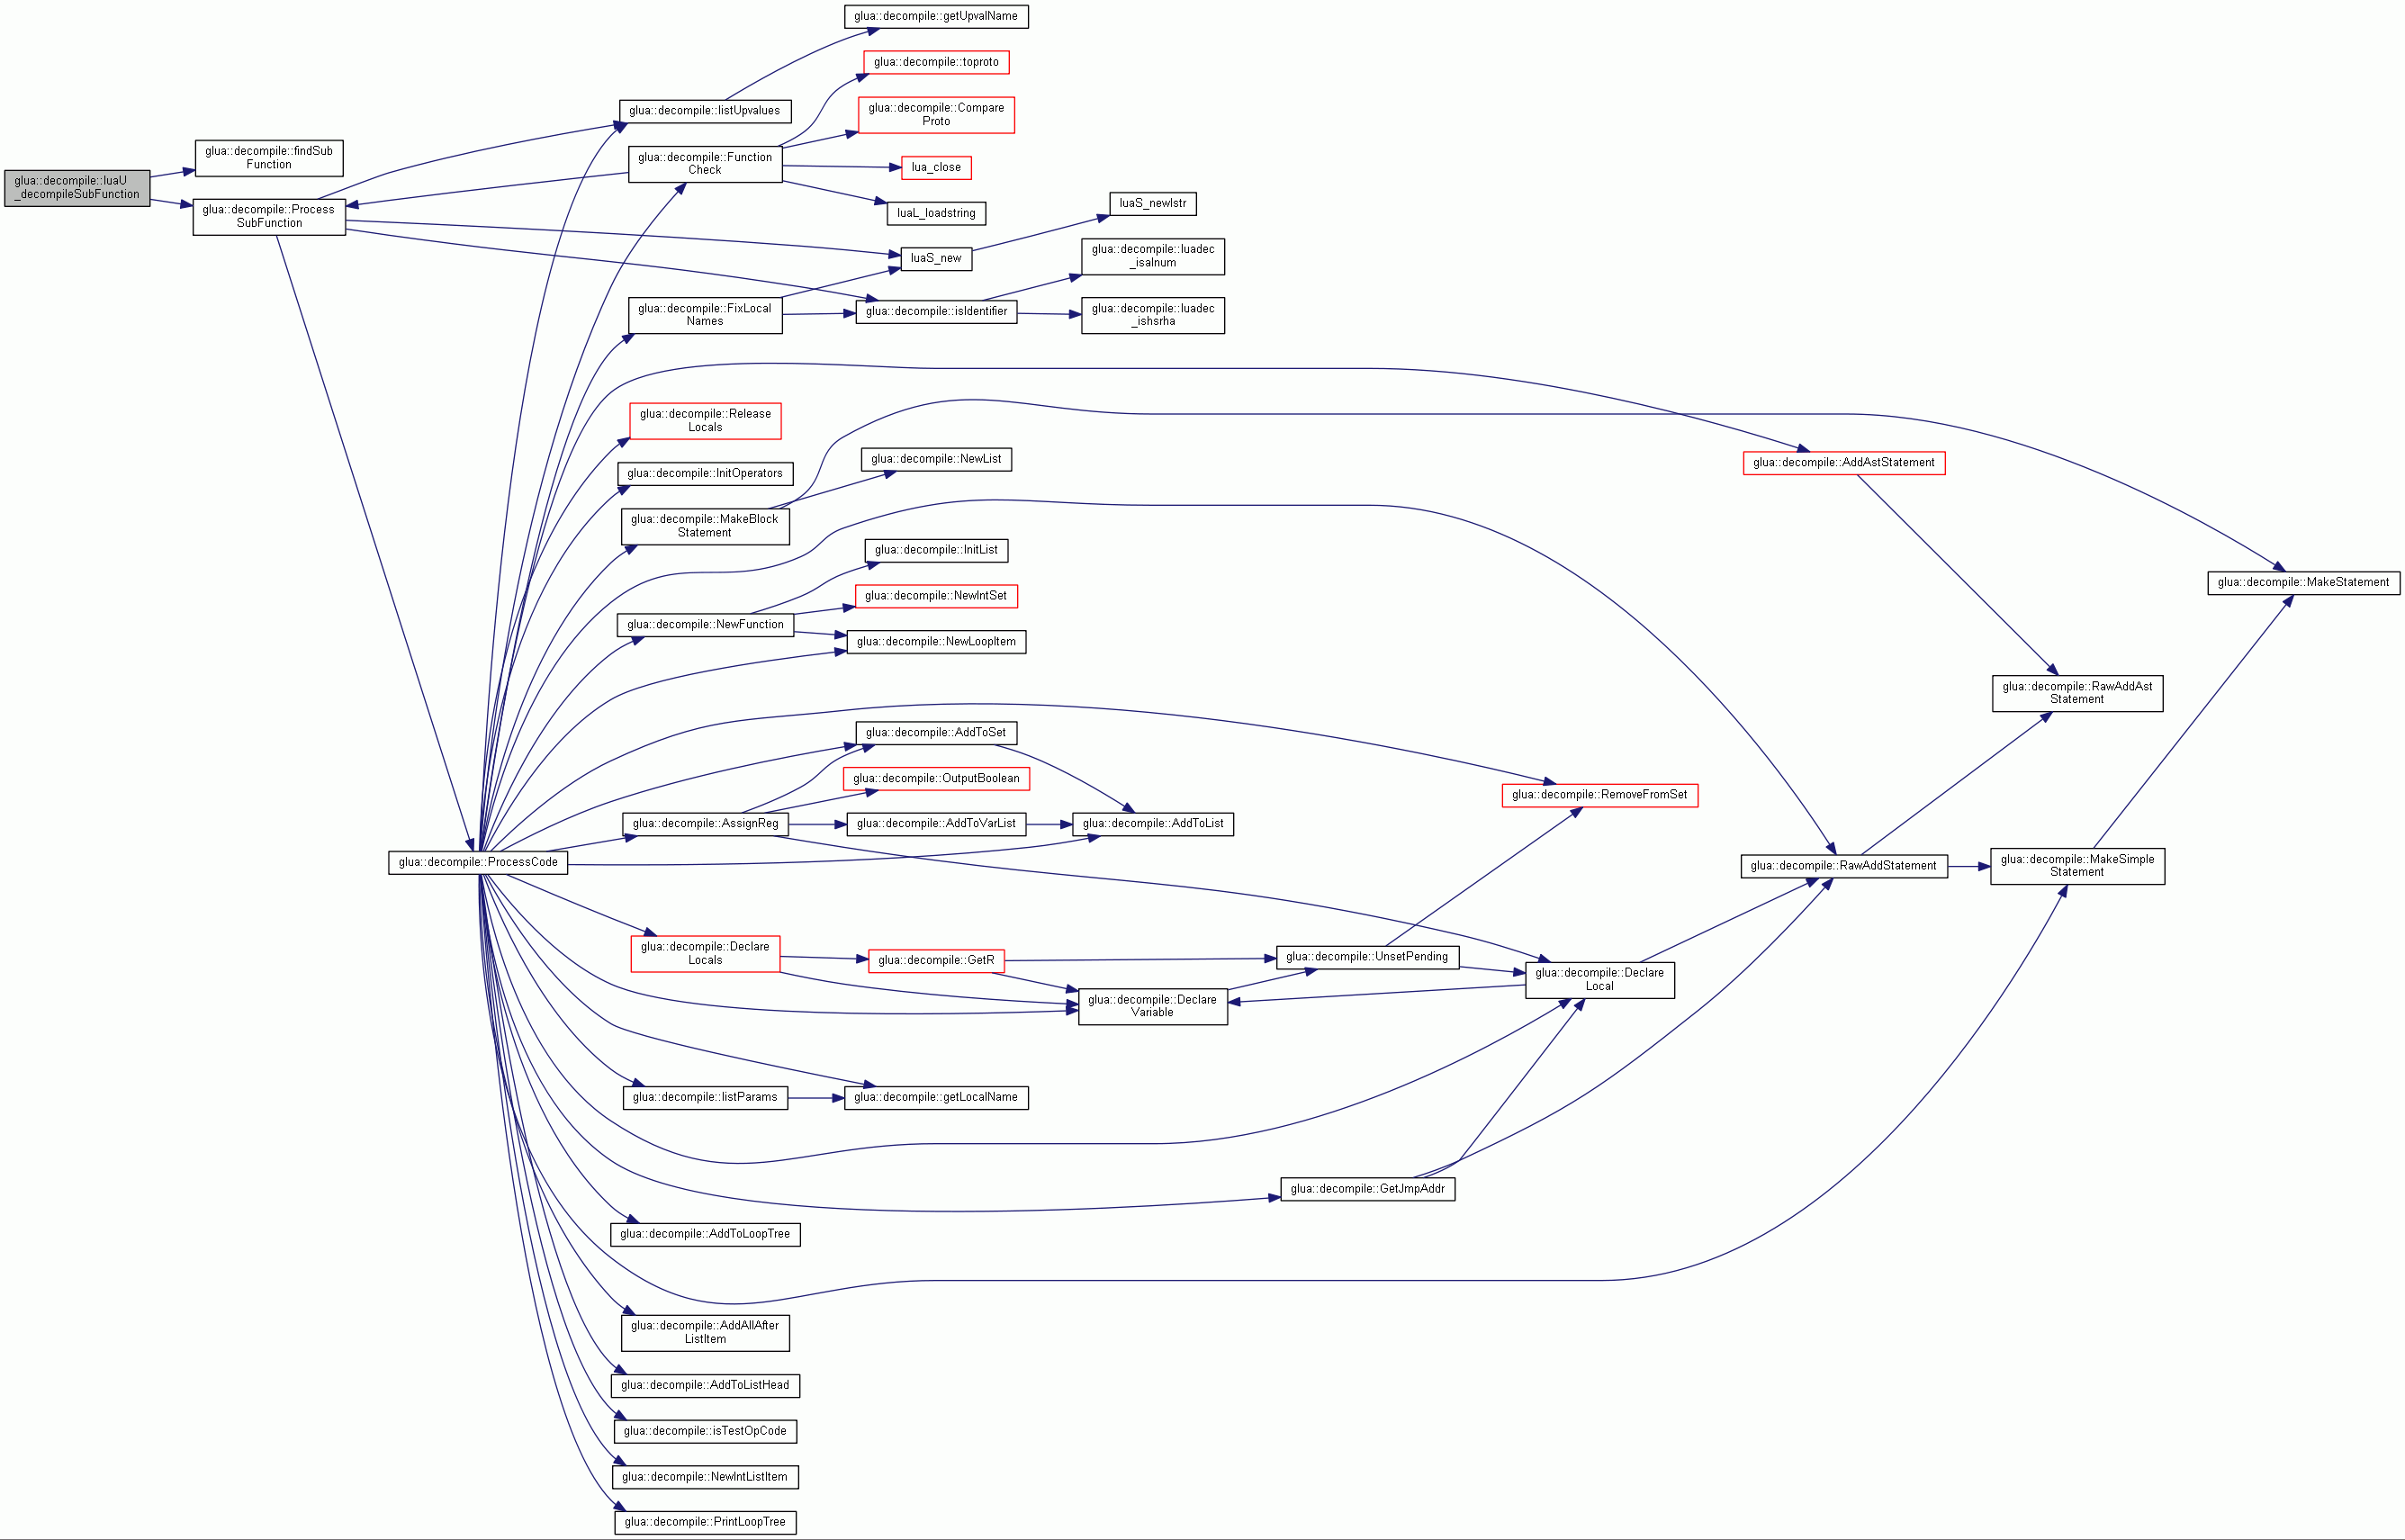 glua::decompile::getUpvalName
glua::decompile::toproto
glua::decompile::listUpvalues
glua::decompile::Compare
Proto
glua::decompile::findSub
Function
glua::decompile::Function
Check
lua_close
glua::decompile::luaU
_decompileSubFunction
glua::decompile::Process
SubFunction
luaL_loadstring
luaS_newlstr
luaS_new
glua::decompile::luadec
_isalnum
glua::decompile::FixLocal
Names
glua::decompile::isIdentifier
glua::decompile::luadec
_ishsrha
glua::decompile::Release
Locals
glua::decompile::InitOperators
glua::decompile::NewList
glua::decompile::AddAstStatement
glua::decompile::MakeBlock
Statement
glua::decompile::InitList
glua::decompile::MakeStatement
glua::decompile::NewIntSet
glua::decompile::NewFunction
glua::decompile::NewLoopItem
glua::decompile::RawAddAst
Statement
glua::decompile::AddToSet
glua::decompile::OutputBoolean
glua::decompile::RemoveFromSet
glua::decompile::AssignReg
glua::decompile::AddToVarList
glua::decompile::AddToList
glua::decompile::ProcessCode
glua::decompile::RawAddStatement
glua::decompile::MakeSimple
Statement
glua::decompile::Declare
Locals
glua::decompile::GetR
glua::decompile::UnsetPending
glua::decompile::Declare
Local
glua::decompile::Declare
Variable
glua::decompile::listParams
glua::decompile::getLocalName
glua::decompile::GetJmpAddr
glua::decompile::AddToLoopTree
glua::decompile::AddAllAfter
ListItem
glua::decompile::AddToListHead
glua::decompile::isTestOpCode
glua::decompile::NewIntListItem
glua::decompile::PrintLoopTree